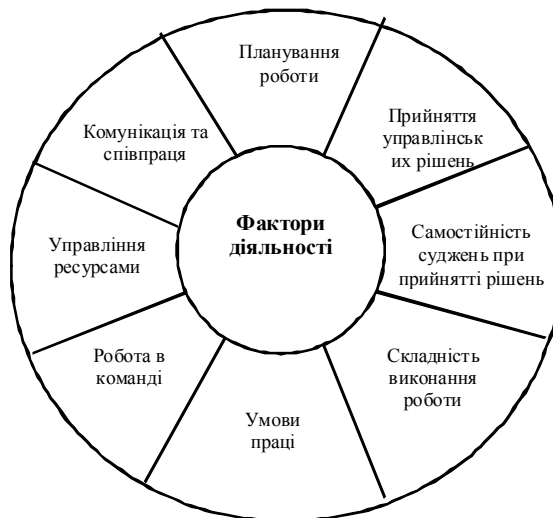 Планування
роботи
Прийняття
управлінськ
их рішень
Самостійність
суджень при
прийнятті рішень
Складність
виконання
роботи
Умови
праці
Робота в
команді
Управління
ресурсами
Комунікація та
співпраця
Фактори
діяльності